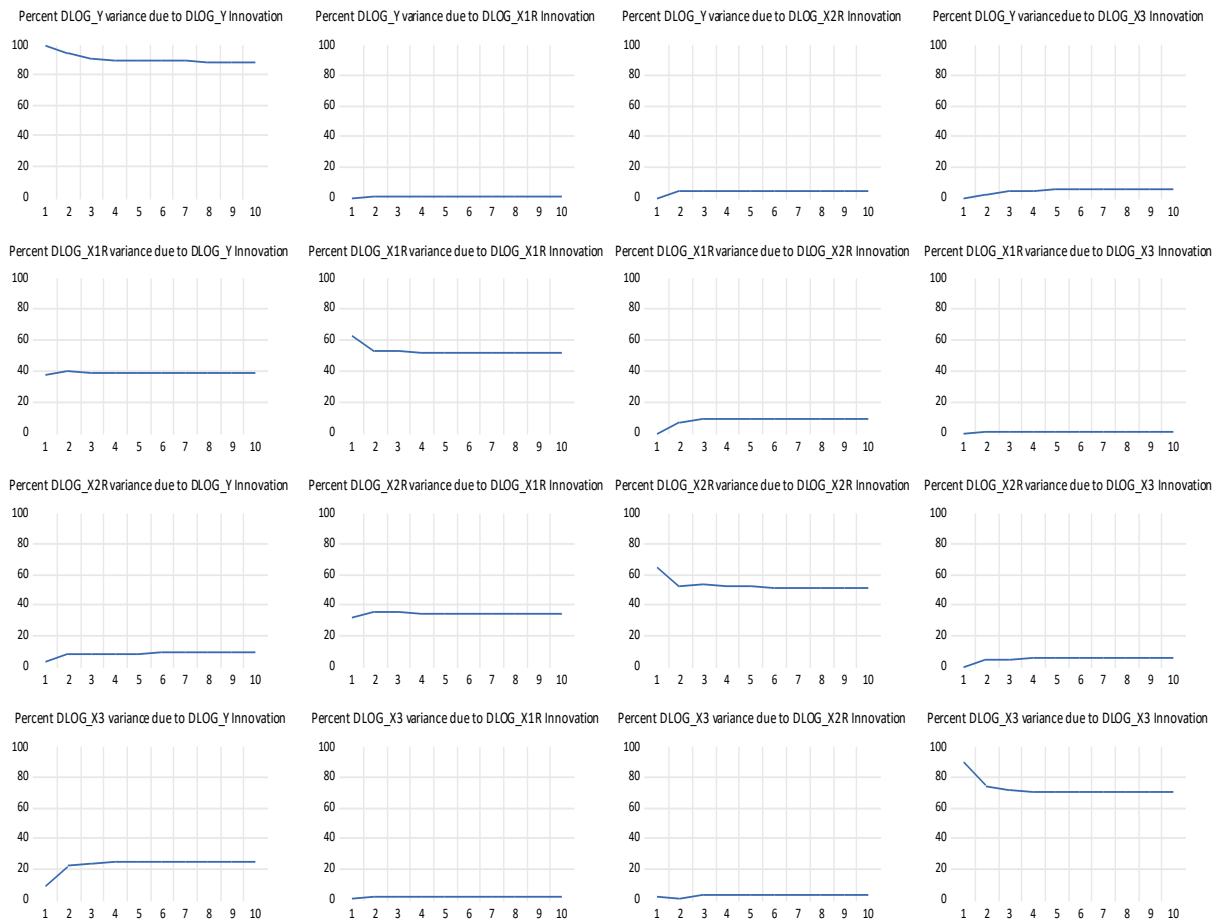 Percent DLOG_Y variance due to DLOG_Y Innovation
Percent DLOG_Y variance due to DLOG_X1R Innovation
Percent DLOG_Y variance due to DLOG_X2R Innovation
Percent DLOG_Y variance due to DLOG_X3 Innovation
100 100 100 100
80 80 80 80
60 60 60 60
40 40 40 40
20 20 20 20
0 0 0 0
1 2 3 4 5 6 7 8 9 10 1 2 3 4 5 6 7 8 9 10 1 2 3 4 5 6 7 8 9 10 1 2 3 4 5 6 7 8 9 10
Percent DLOG_X1R variance due to DLOG_Y Innovation
Percent DLOG_X1R variance due to DLOG_X1R Innovation
Percent DLOG_X1R variance due to DLOG_X2R Innovation
Percent DLOG_X1R variance due to DLOG_X3 Innovation
100 100 100 100
80 80 80 80
60 60 60 60
40 40 40 40
20 20 20 20
0 0 0 0
1 2 3 4 5 6 7 8 9 10 1 2 3 4 5 6 7 8 9 10 1 2 3 4 5 6 7 8 9 10 1 2 3 4 5 6 7 8 9 10
Percent DLOG_X2R variance due to DLOG_Y Innovation
Percent DLOG_X2R variance due to DLOG_X1R Innovation
Percent DLOG_X2R variance due to DLOG_X2R Innovation
Percent DLOG_X2R variance due to DLOG_X3 Innovation
100 100 100 100
80 80 80 80
60 60 60 60
40 40 40 40
20 20 20 20
0 0 0 0
1 2 3 4 5 6 7 8 9 10 1 2 3 4 5 6 7 8 9 10 1 2 3 4 5 6 7 8 9 10 1 2 3 4 5 6 7 8 9 10
Percent DLOG_X3 variance due to DLOG_Y Innovation
Percent DLOG_X3 variance due to DLOG_X1R Innovation
Percent DLOG_X3 variance due to DLOG_X2R Innovation
Percent DLOG_X3 variance due to DLOG_X3 Innovation
100 100 100 100
80 80 80 80
60 60 60 60
40 40 40 40
20 20 20 20
0 0 0 0
1 2 3 4 5 6 7 8 9 10 1 2 3 4 5 6 7 8 9 10 1 2 3 4 5 6 7 8 9 10 1 2 3 4 5 6 7 8 9 10